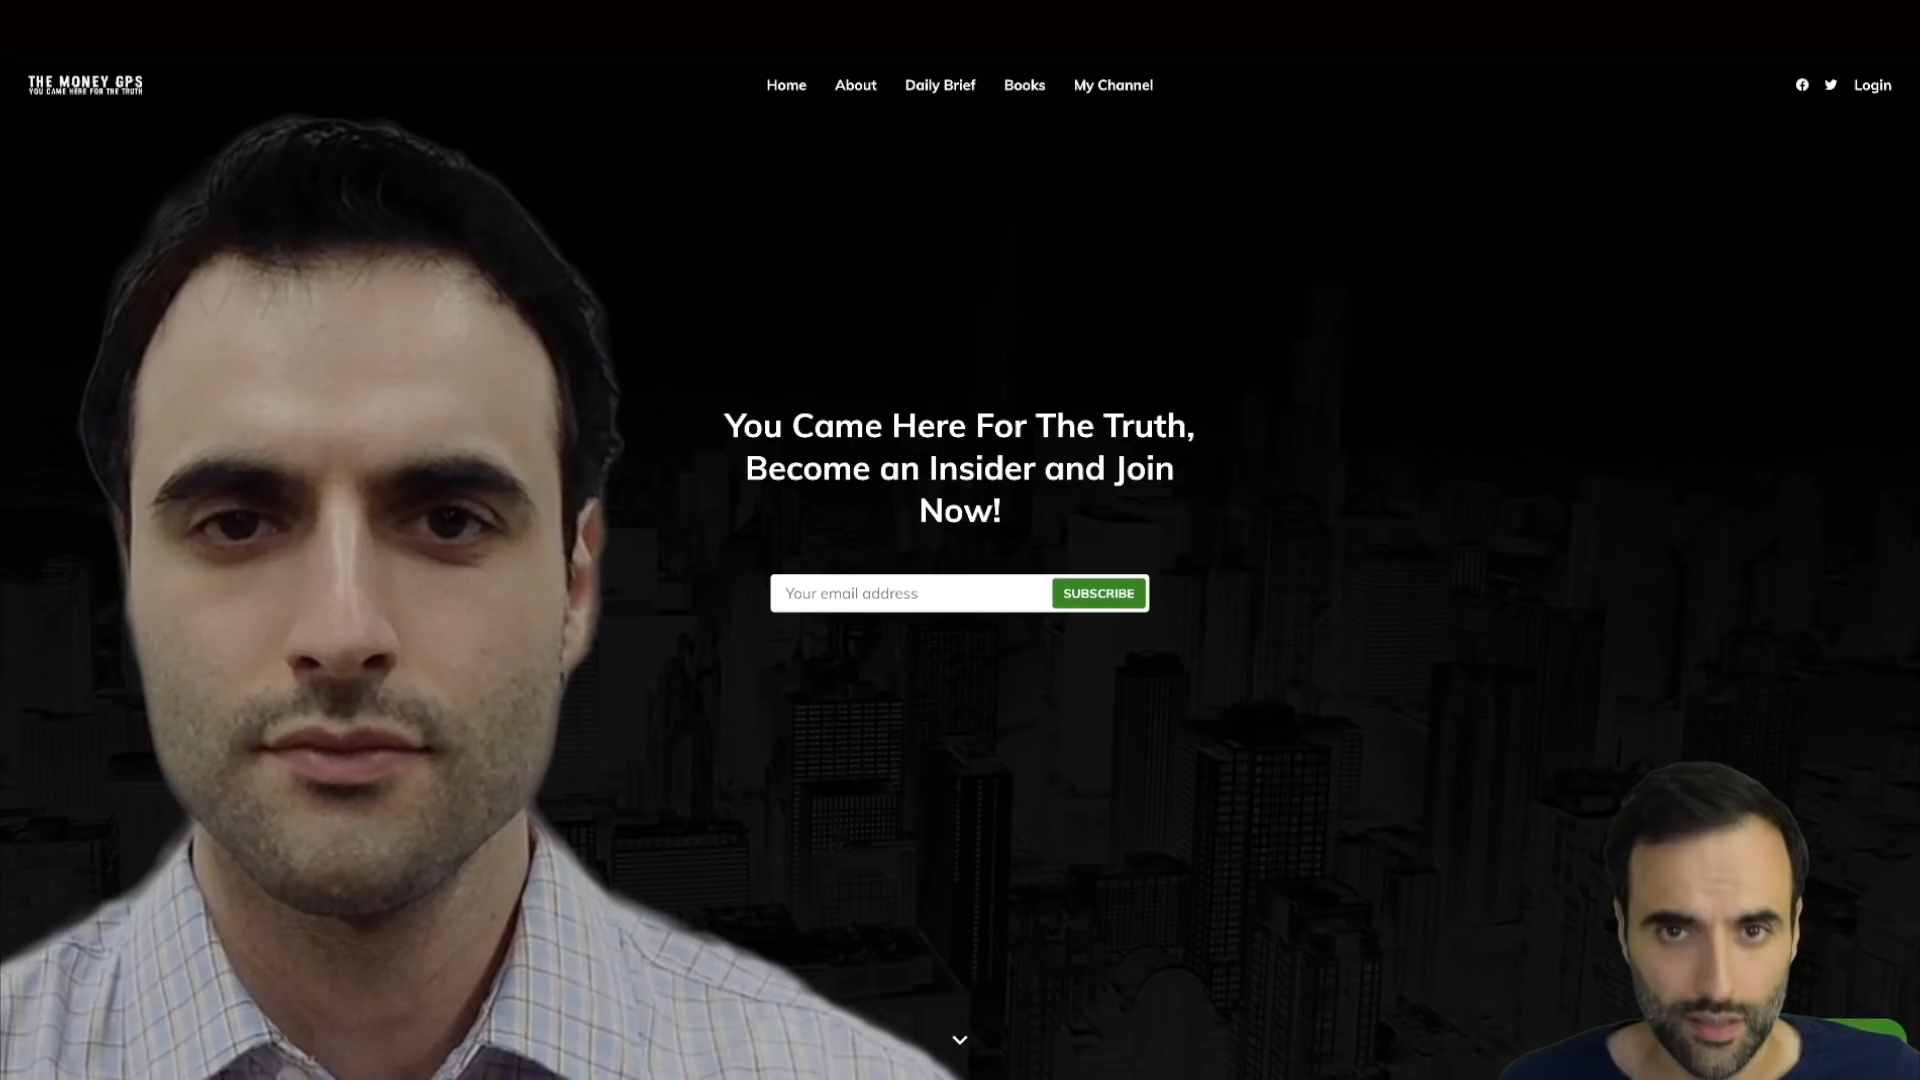 THE MONEY GPS
YOU CAME HERE FOR THE TRUTH
Home
About
Daily Brief
Books
My Channel
Login
You Came Here For The Truth,
Become an Insider and Join
Now!
Your email address
SUBSCRIBE